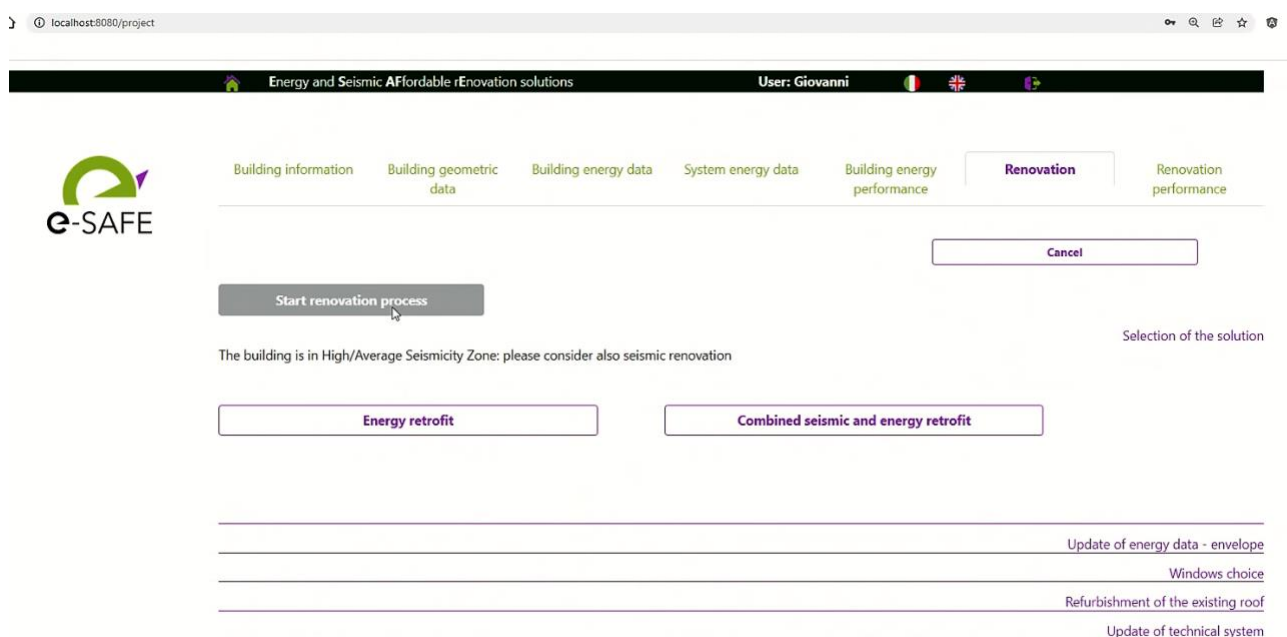 localhost:8080/project
Energy and Seismic AFfordable rEnovation solutions User: Giovanni
e-SAFE
Building information Building geometric data Building energy data System energy data Building energy performance Renovation Renovation performance
Cancel
Start renovation process
Selection of the solution
The building is in High/Average Seismicity Zone: please consider also seismic renovation
Energy retrofit Combined seismic and energy retrofit
Update of energy data - envelope
Windows choice
Refurbishment of the existing roof
Update of technical system